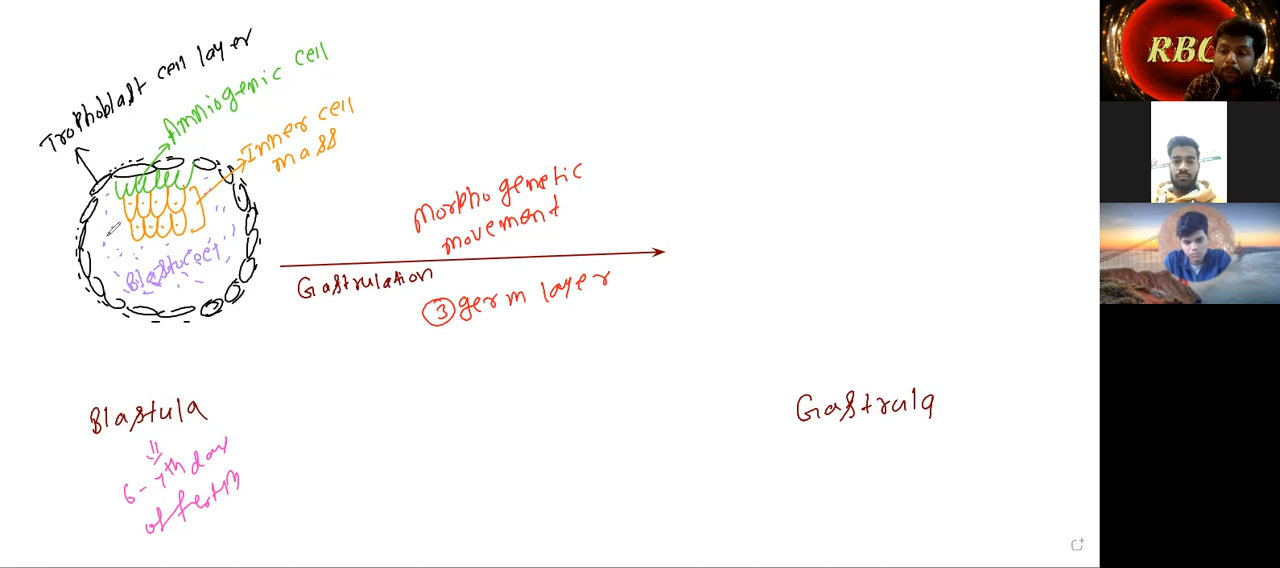 Trophoblast cell layer
Amniogenic cell
Inner cell
mass
Blastocoel
Morphogenetic
movement
Gastrulation
③ germ layer
Blastula
6-7th day
of fertin
Gastrula
RBC